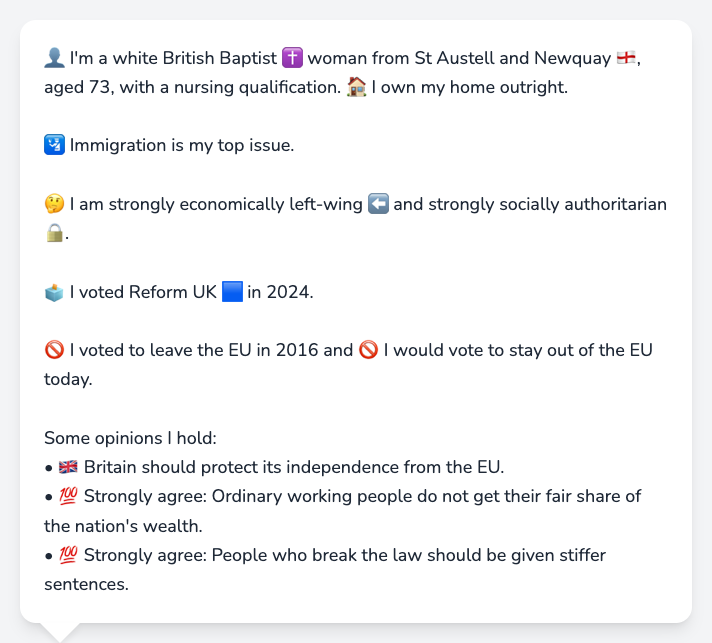 👤 I'm a white British Baptist ✝️ woman from St Austell and Newquay 🏴󠁧󠁢󠁥󠁮󠁧󠁿,
aged 73, with a nursing qualification. 🏠 I own my home outright.
🛂 Immigration is my top issue.
🤔 I am strongly economically left-wing ⬅️ and strongly socially authoritarian
🔒.
🗳️ I voted Reform UK 🟦 in 2024.
🚫 I voted to leave the EU in 2016 and 🚫 I would vote to stay out of the EU
today.
Some opinions I hold:
• 🇬🇧 Britain should protect its independence from the EU.
• 💯 Strongly agree: Ordinary working people do not get their fair share of
the nation's wealth.
• 💯 Strongly agree: People who break the law should be given stiffer
sentences.